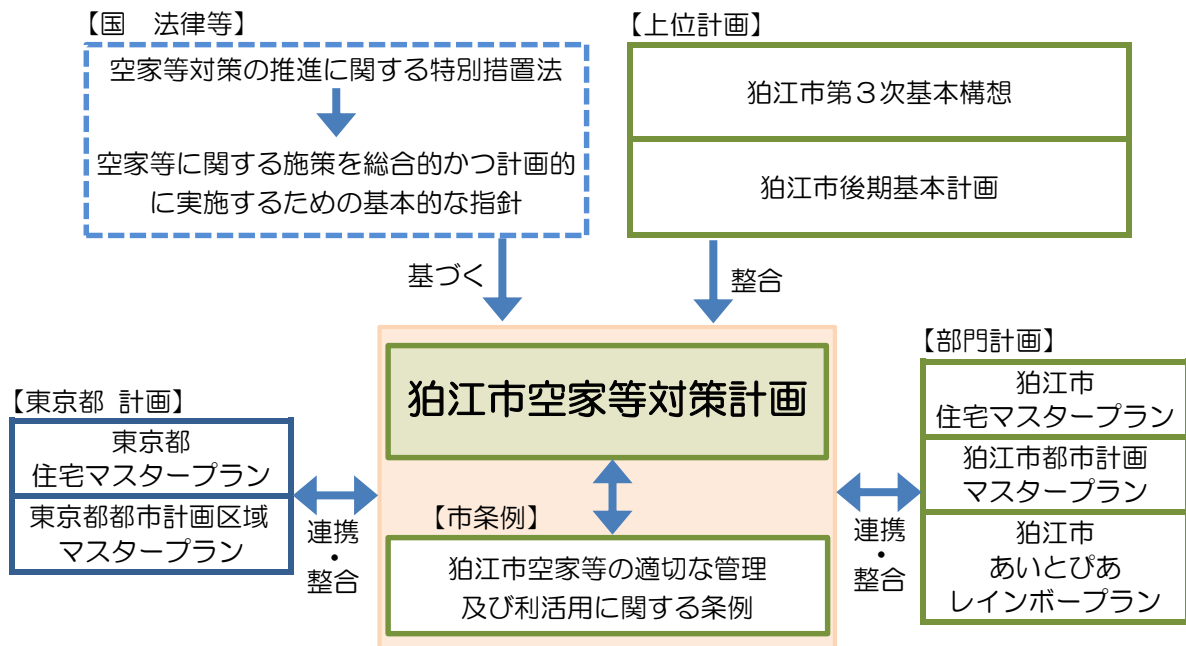 【国　法律等】
空家等対策の推進に関する特別措置法
空家等に関する施策を総合的かつ計画的
に実施するための基本的な指針
【上位計画】
狛江市第３次基本構想
狛江市後期基本計画
基づく
整合
【東京都 計画】
東京都
住宅マスタープラン
東京都都市計画区域
マスタープラン
連携
・
整合
狛江市空家等対策計画
【市条例】
狛江市空家等の適切な管理
及び利活用に関する条例
連携
・
整合
【部門計画】
狛江市
住宅マスタープラン
狛江市都市計画
マスタープラン
狛江市
あいとぴあ
レインボープラン